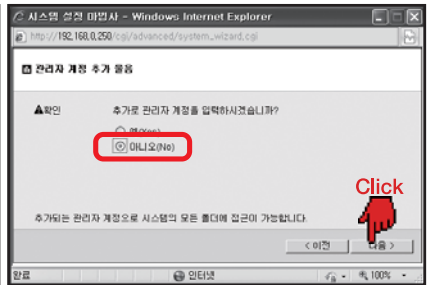 시스템 설정 마법사 - Windows Internet Explorer
http://192.168.0.250/cgi/advanced/system_wizard.cgi
관리자 계정 추가 물음
확인 추가로 관리자 계정을 입력하시겠습니까?
예(Yes)
아니오(No)
Click
추가되는 관리자 계정으로 시스템의 모든 폴더에 접근이 가능합니다.
< 이전 다음 >
완료 인터넷 100%